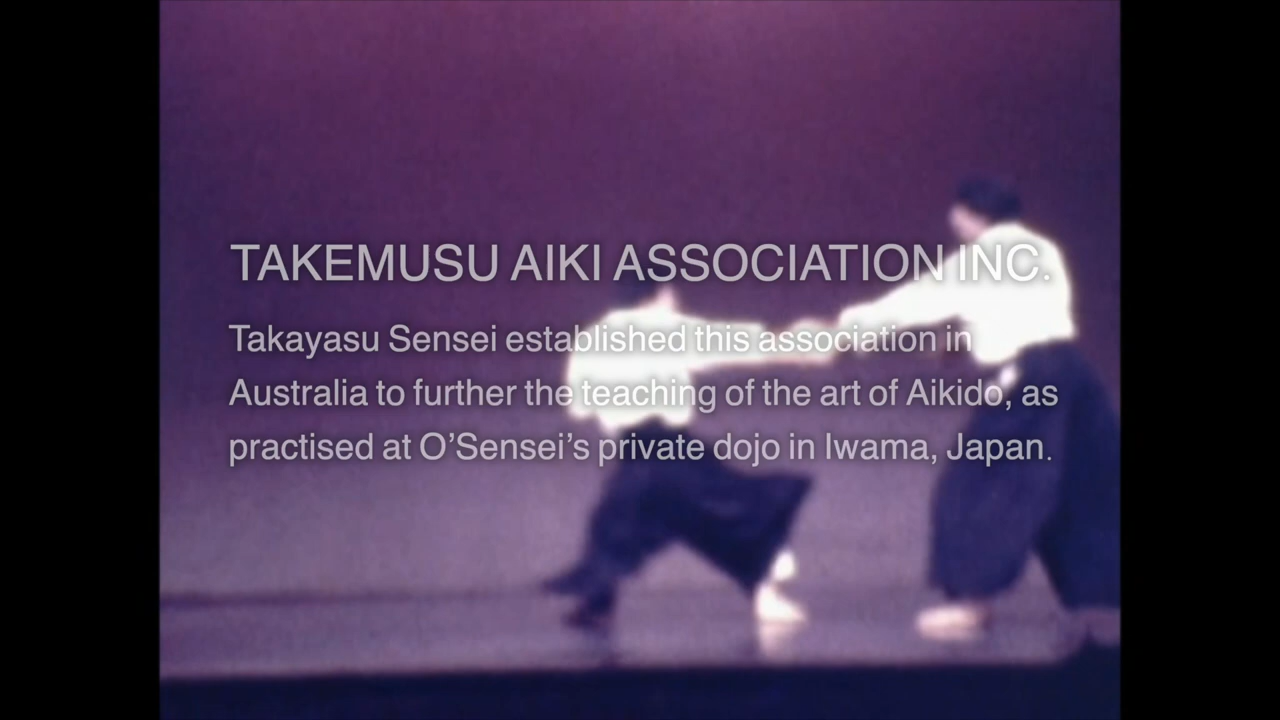 TAKEMUSU AIKI ASSOCIATION INC.
Takayasu Sensei established this association in
Australia to further the teaching of the art of Aikido, as
practised at O’Sensei’s private dojo in Iwama, Japan.